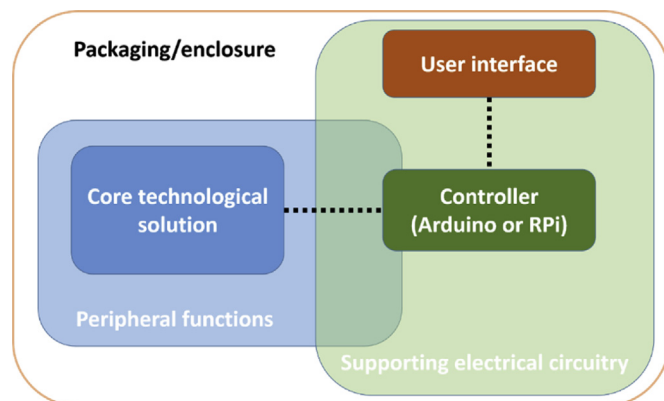 Packaging/enclosure
User interface
Core technological
solution
Controller
(Arduino or RPi)
Peripheral functions
Supporting electrical circuitry